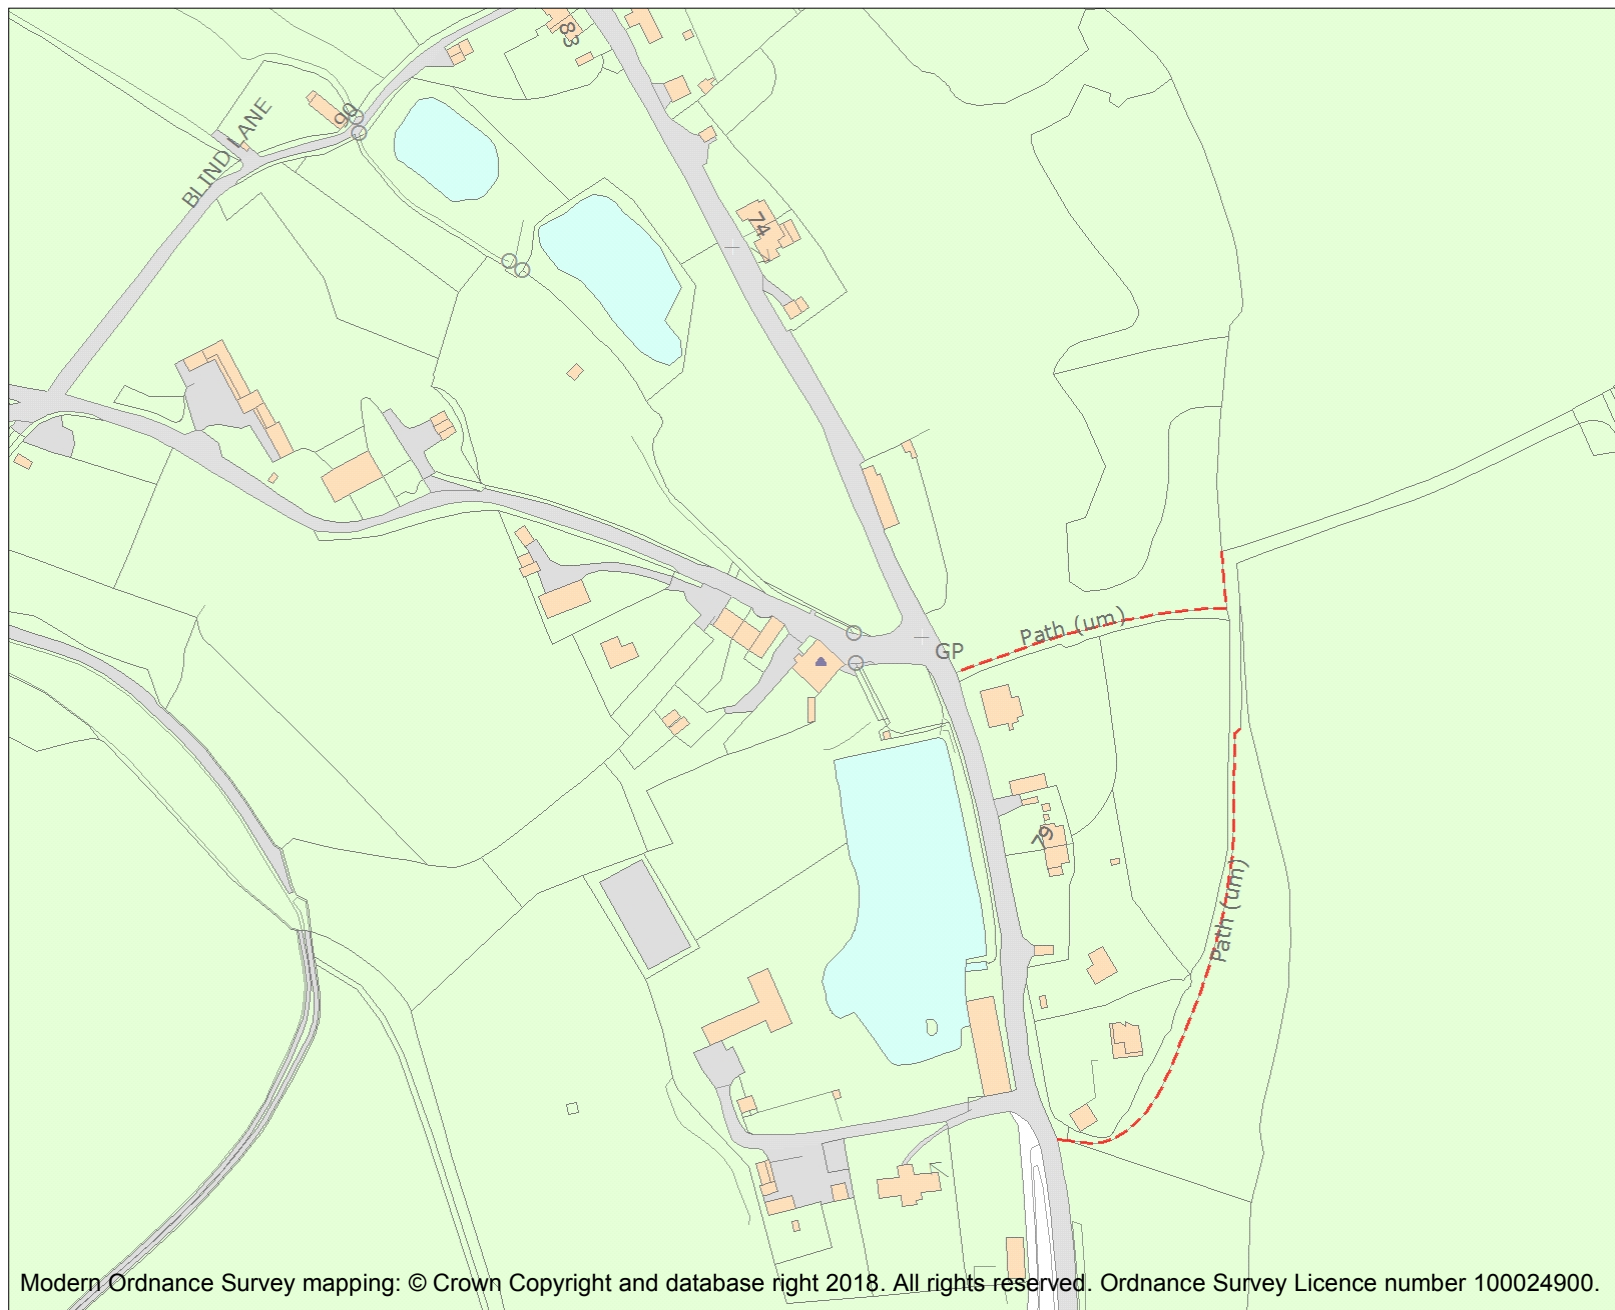 83
90
BLIND LANE
74
Path (um)
GP
79
Path (um)
Modern Ordnance Survey mapping: © Crown Copyright and database right 2018. All rights reserved. Ordnance Survey Licence number 100024900.